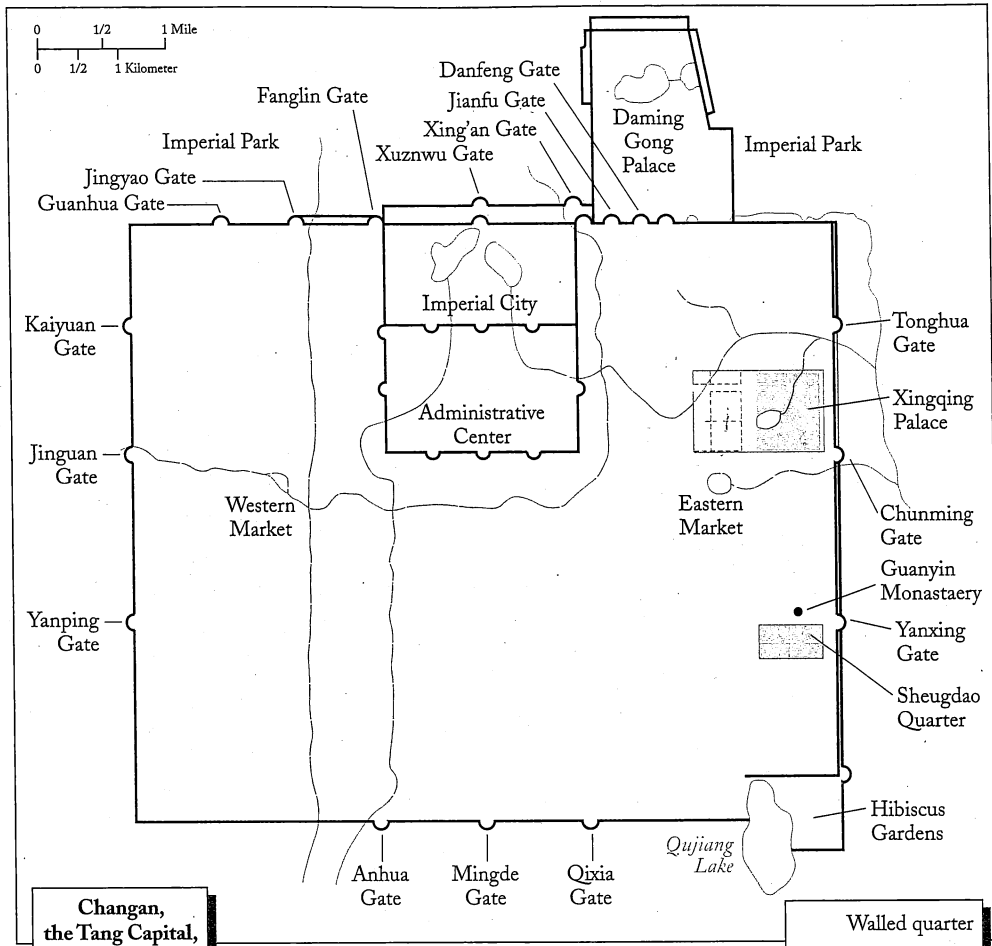 0 1/2 1 Mile
0 1/2 1 Kilometer
Danfeng Gate
Jianfu Gate
Xing'an Gate
Xuznwu Gate
Fanglin Gate
Imperial Park
Jingyao Gate
Guanhua Gate
Daming
Gong
Palace
Imperial Park
Imperial City
Kaiyuan
Gate
Tonghua
Gate
Administrative
Center
Xingqing
Palace
Jinguan
Gate
Western
Market
Eastern
Market
Chunming
Gate
Guanyin
Monastaery
Yanping
Gate
Yanxing
Gate
Sheugdao
Quarter
Hibiscus
Gardens
Qujiang
Lake
Anhua
Gate
Mingde
Gate
Qixia
Gate
Changan,
the Tang Capital,
Walled quarter